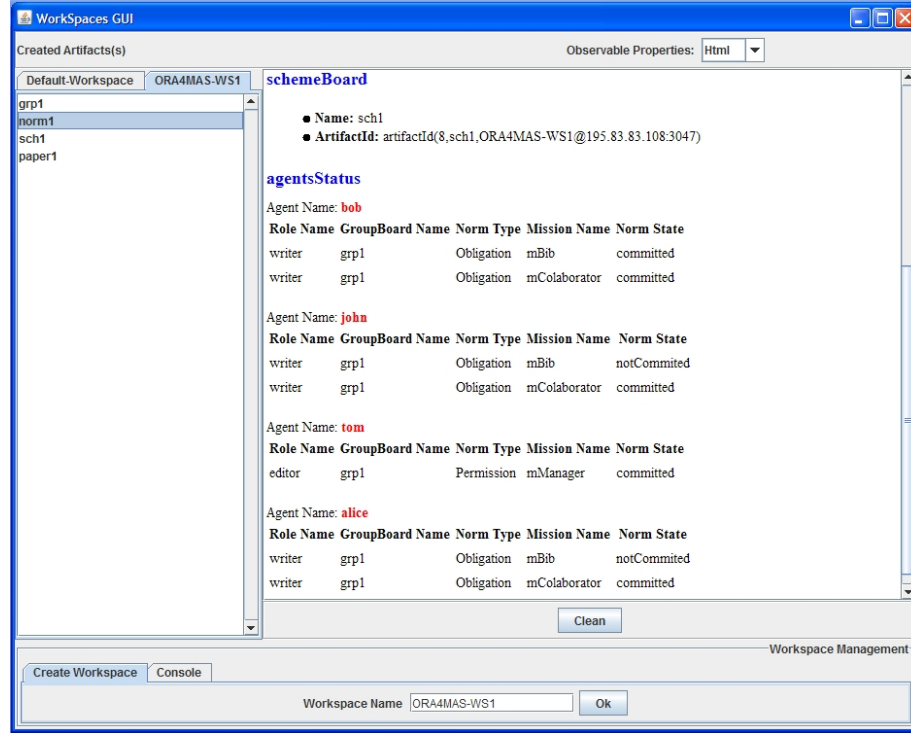 WorkSpaces GUI
Created Artifacts(s)
Observable Properties: Html
Default-Workspace ORA4MAS-WS1
grp1
norm1
sch1
paper1
schemeBoard
Name: sch1
ArtifactId: artifactId(8,sch1,ORA4MAS-WS1@195.83.83.108:3047)
agentsStatus
Agent Name: bob
Role Name GroupBoard Name Norm Type Mission Name Norm State
writer grp1 Obligation mBib committed
writer grp1 Obligation mColaborator committed
Agent Name: john
Role Name GroupBoard Name Norm Type Mission Name Norm State
writer grp1 Obligation mBib notCommited
writer grp1 Obligation mColaborator committed
Agent Name: tom
Role Name GroupBoard Name Norm Type Mission Name Norm State
editor grp1 Permission mManager committed
Agent Name: alice
Role Name GroupBoard Name Norm Type Mission Name Norm State
writer grp1 Obligation mBib notCommited
writer grp1 Obligation mColaborator committed
Clean
Workspace Management
Create Workspace Console
Workspace Name ORA4MAS-WS1 Ok